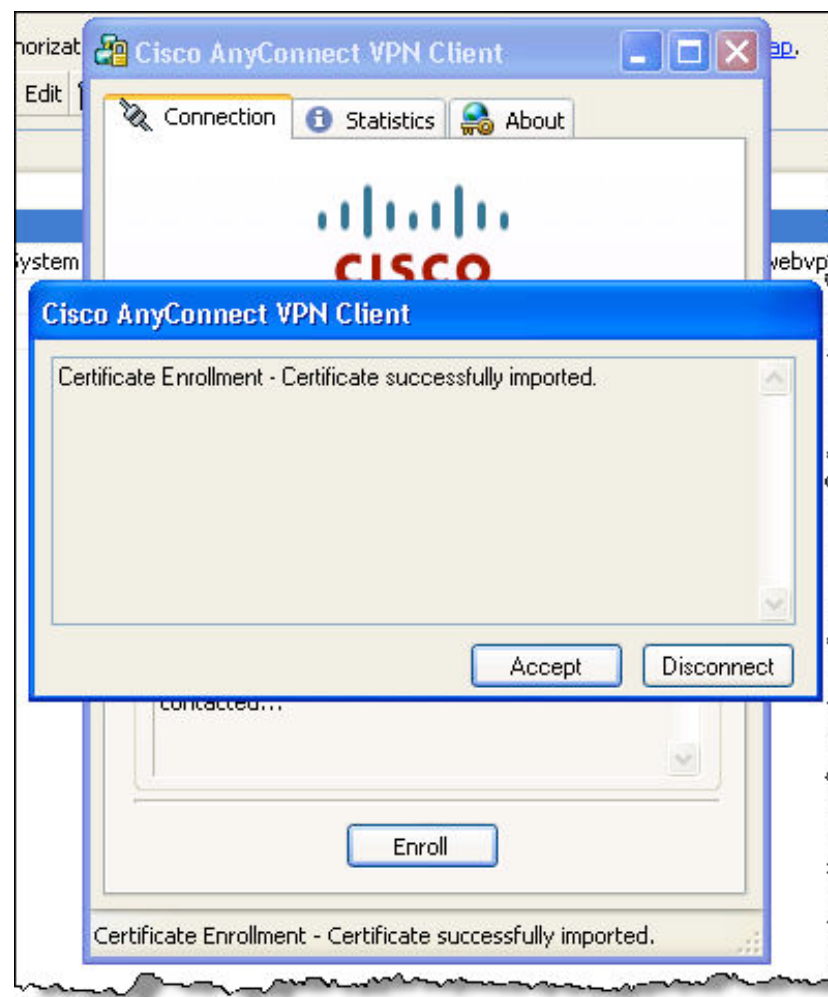 Cisco AnyConnect VPN Client
Edit
Connection
Statistics
About
CISCO
System
Cisco AnyConnect VPN Client
Certificate Enrollment - Certificate successfully imported.
Accept
Disconnect
contacted...
Enroll
Certificate Enrollment - Certificate successfully imported.